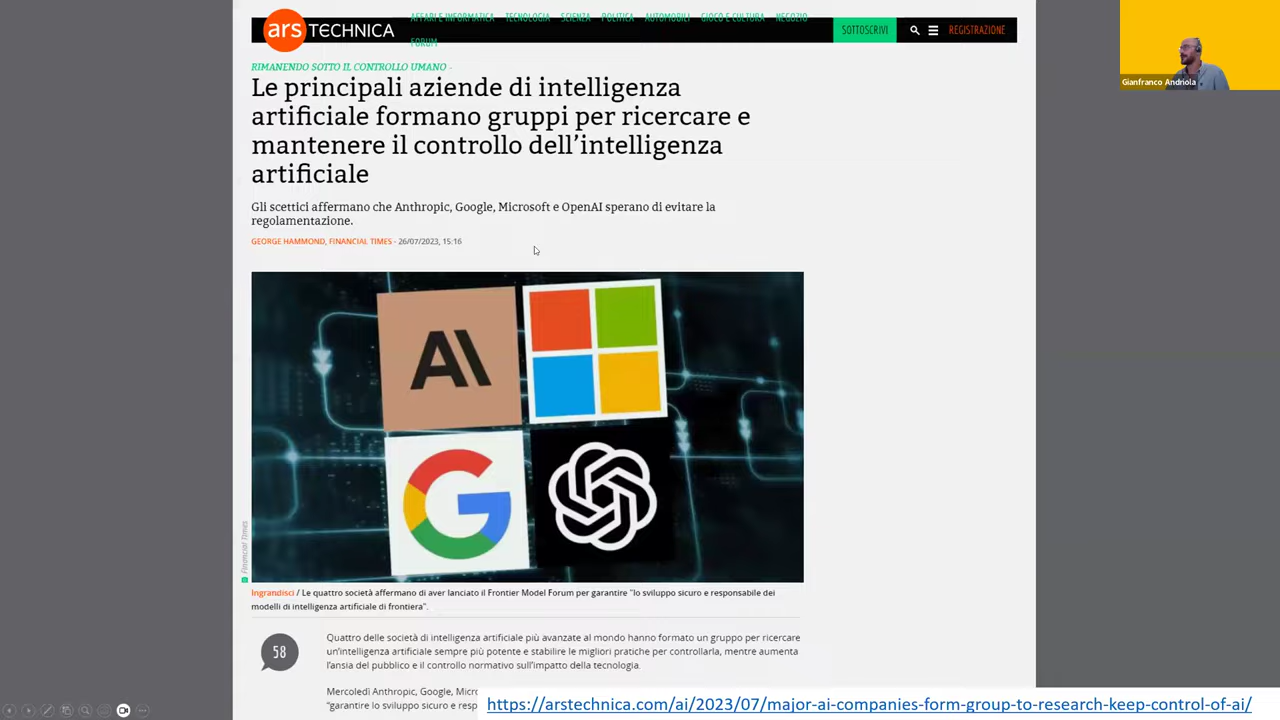 ars TECHNICA
AFFARI E INFORMATICA TECNOLOGIA SCIENZA POLITICA AUTOMOBILI GIOCO E CULTURA NEGOZIO
FORUM
SOTTOSCRIVI
REGISTRAZIONE
Gianfranco Andriola
RIMANENDO SOTTO IL CONTROLLO UMANO -
Le principali aziende di intelligenza
artificiale formano gruppi per ricercare e
mantenere il controllo dell'intelligenza
artificiale
Gli scettici affermano che Anthropic, Google, Microsoft e OpenAI sperano di evitare la
regolamentazione.
GEORGE HAMMOND, FINANCIAL TIMES - 26/07/2023, 15:16
A\
G
Financial Times
Ingrandisci / Le quattro società affermano di aver lanciato il Frontier Model Forum per garantire "lo sviluppo sicuro e responsabile dei
modelli di intelligenza artificiale di frontiera".
58
Quattro delle società di intelligenza artificiale più avanzate al mondo hanno formato un gruppo per ricercare
un'intelligenza artificiale sempre più potente e stabilire le migliori pratiche per controllarla, mentre aumenta
l'ansia del pubblico e il controllo normativo sull'impatto della tecnologia.
Mercoledì Anthropic, Google, Micr
"garantire lo sviluppo sicuro e resp
https://arstechnica.com/ai/2023/07/major-ai-companies-form-group-to-research-keep-control-of-ai/